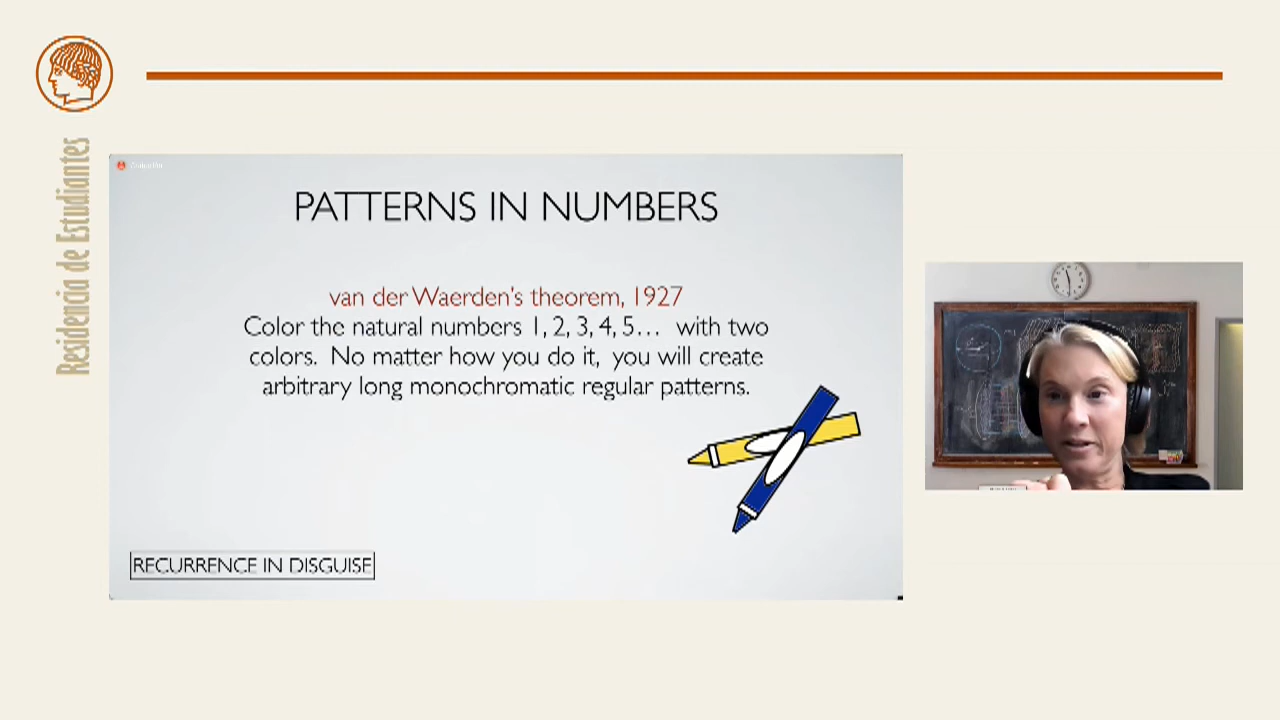 Residencia de Estudiantes
PATTERNS IN NUMBERS
van der Waerden's theorem, 1927
Color the natural numbers 1, 2, 3, 4, 5... with two
colors. No matter how you do it, you will create
arbitrary long monochromatic regular patterns.
RECURRENCE IN DISGUISE